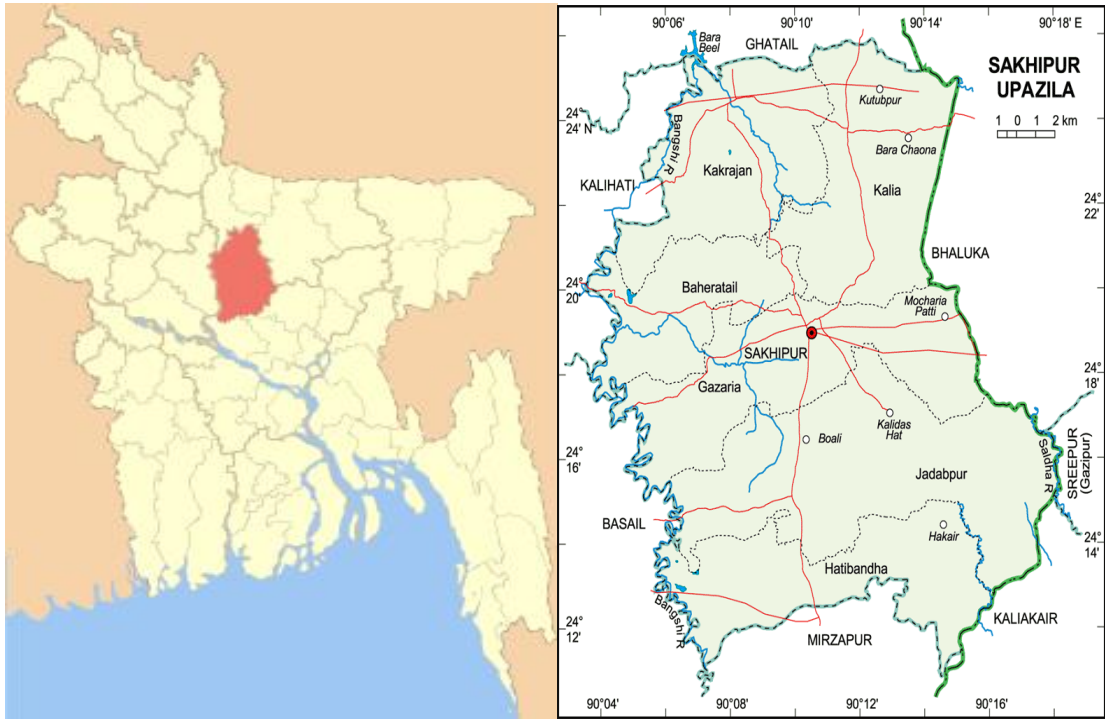 90°06'
90°10'
90°14'
90°18' E
Bara
Beel
GHATAIL
SAKHIPUR
UPAZILA
1 0 1 2 km
24°
24' N
Kutubpur
Bangshi R
Bara Chaona
Kakrajan
KALIHATI
Kalia
24°
22'
BHALUKA
24°
20'
Baheratail
Mocharia
Patti
SAKHIPUR
24°
18'
Gazaria
Kalidas
Hat
Boali
24°
16'
Jadabpur
Saldha R
SREEPUR
(Gazipur)
BASAIL
Hakair
24°
14'
Hatibandha
Bangshi R
KALIAKAIR
24°
12'
MIRZAPUR
90°04'
90°08'
90°12'
90°16'